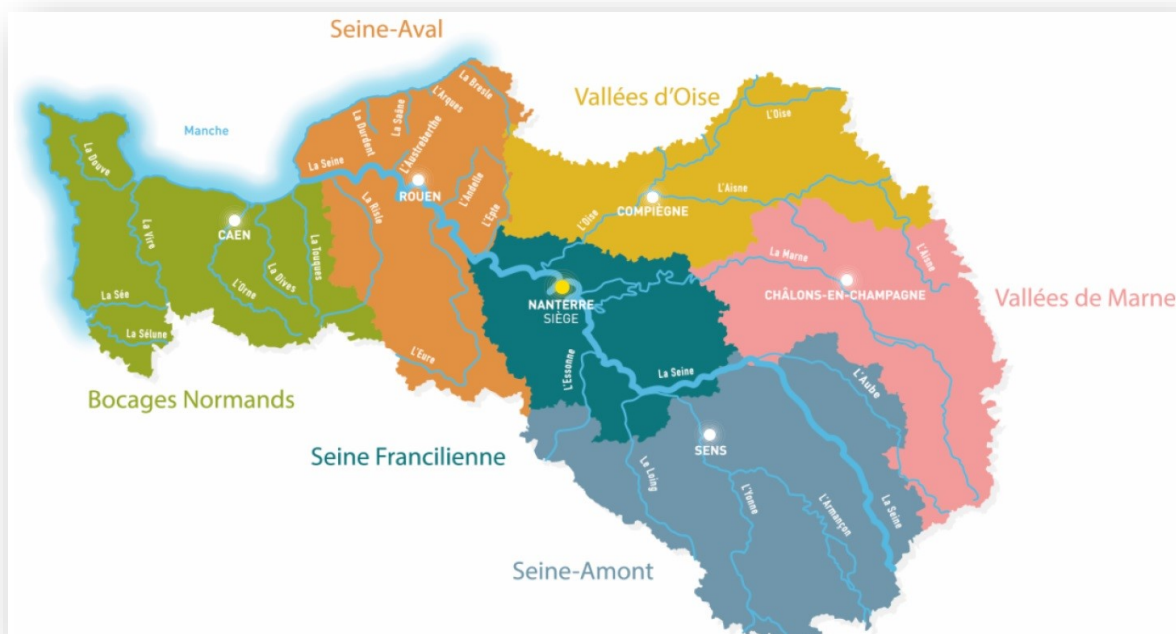 Seine-Aval
La Bresle
L'Arques
La Saâne
La Durdent
L'Austreberthe
Vallées d'Oise
L'Oise
Manche
La Seine
La Douve
ROUEN
L'Andelle
L'Epte
La Risle
L'Aisne
COMPIÈGNE
L'Oise
La Vire
CAEN
La Touques
La Dives
L'Orne
La Marne
L'Aisne
La Sée
NANTERRE
SIÈGE
CHÂLONS-EN-CHAMPAGNE
Vallées de Marne
La Sélune
L'Eure
L'Essonne
La Seine
L'Aube
Bocages Normands
Seine Francilienne
SENS
Le Loing
L'Yonne
L'Armançon
La Seine
Seine-Amont